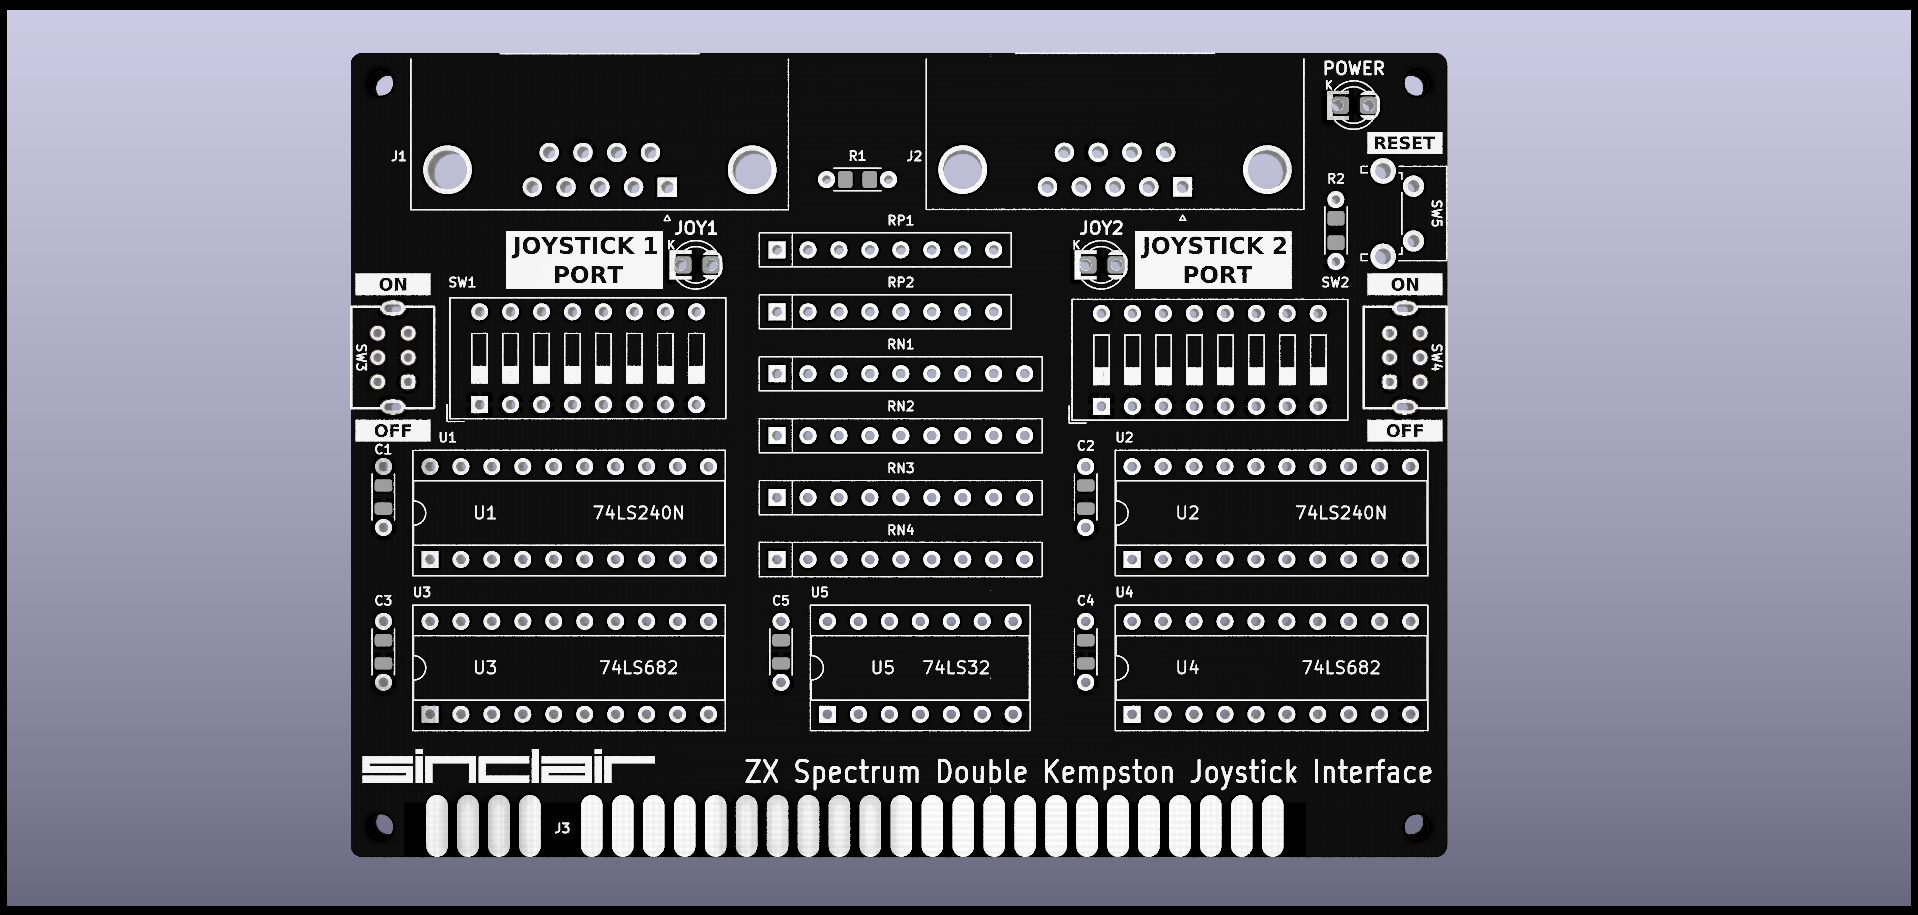 POWER
K
RESET
J1
R1
J2
R2
SW5
RP1
JOY1
K
JOYSTICK 1
PORT
JOY2
K
JOYSTICK 2
PORT
ON
SW1
RP2
SW2
ON
SW3
RN1
SW4
OFF
RN2
OFF
U1
C1
U2
C2
RN3
U1 74LS240N
U2 74LS240N
RN4
U3
C3
C5
U5
C4
U4
U3 74LS682
U5 74LS32
U4 74LS682
sinclair
ZX Spectrum Double Kempston Joystick Interface
J3